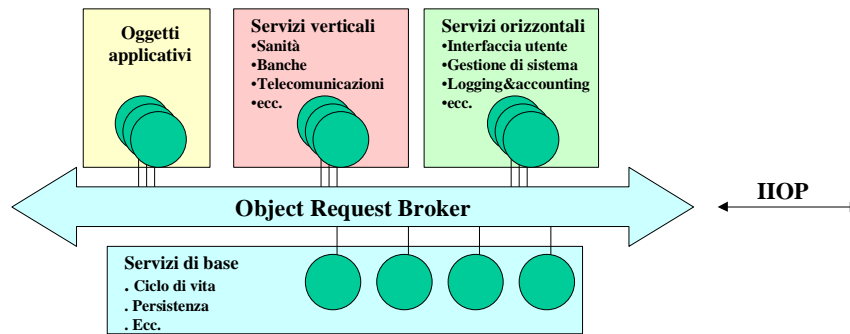 Oggetti
applicativi
Servizi verticali
•Sanità
•Banche
•Telecomunicazioni
•ecc.
Servizi orizzontali
•Interfaccia utente
•Gestione di sistema
•Logging&accounting
•ecc.
Object Request Broker
IIOP
Servizi di base
. Ciclo di vita
. Persistenza
. Ecc.